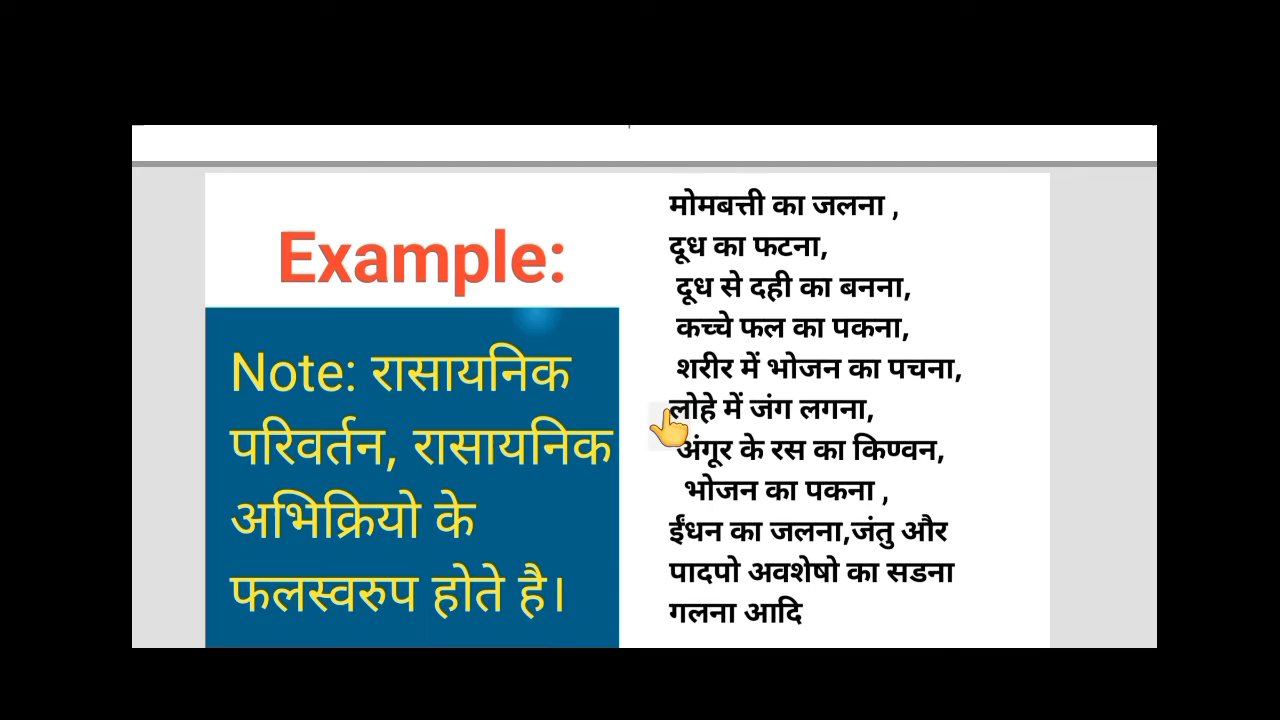 Example:
Note: रासायनिक
परिवर्तन, रासायनिक
अभिक्रियो के
फलस्वरुप होते है।
मोमबत्ती का जलना ,
दूध का फटना,
दूध से दही का बनना,
कच्चे फल का पकना,
शरीर में भोजन का पचना,
लोहे में जंग लगना,
अंगूर के रस का किण्वन,
भोजन का पकना ,
ईंधन का जलना,जंतु और
पादपो अवशेषो का सडना
गलना आदि